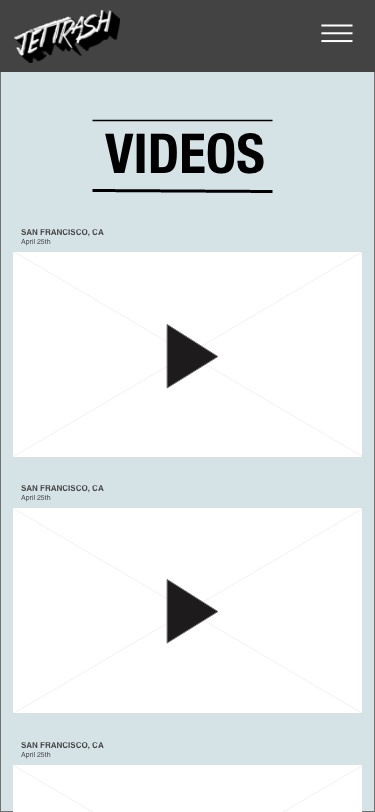 JETTRASH
VIDEOS
SAN FRANCISCO, CA
April 25th
SAN FRANCISCO, CA
April 25th
SAN FRANCISCO, CA
April 25th